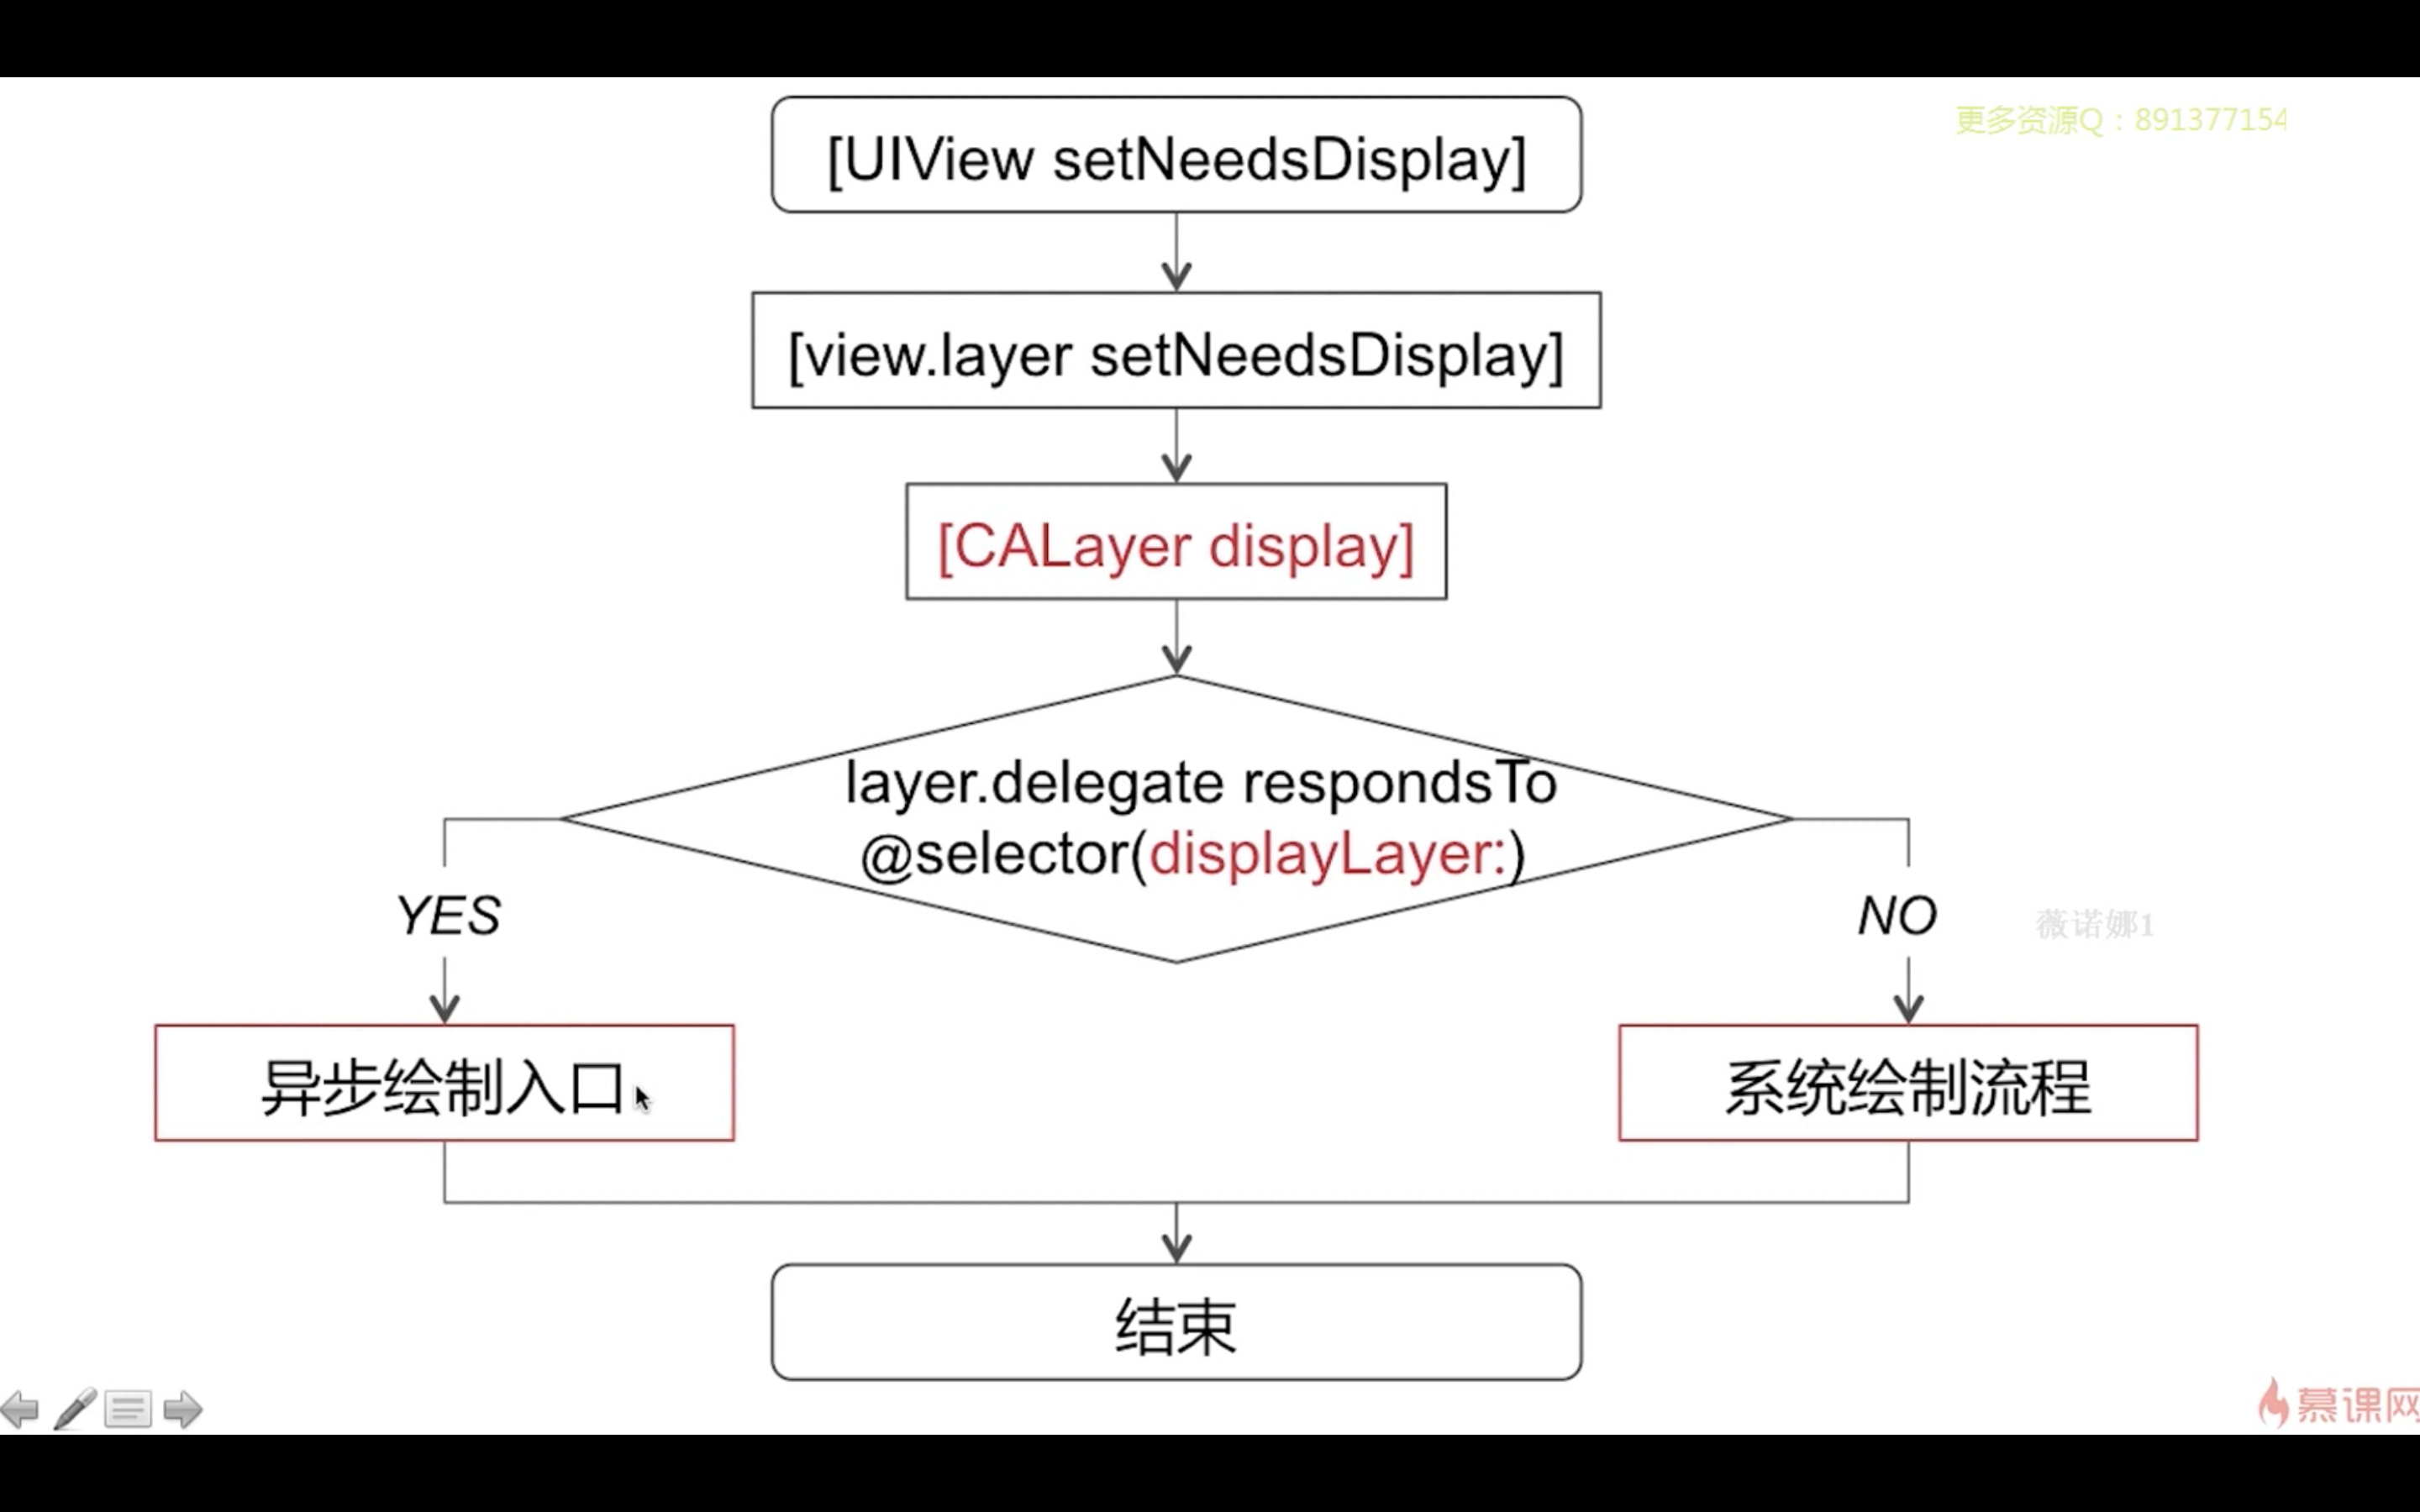 更多资源Q：891377154
[UIView setNeedsDisplay]
[view.layer setNeedsDisplay]
[CALayer display]
layer.delegate respondsTo
@selector(displayLayer:)
YES
NO
薇诺娜1
异步绘制入口
系统绘制流程
结束
慕课网